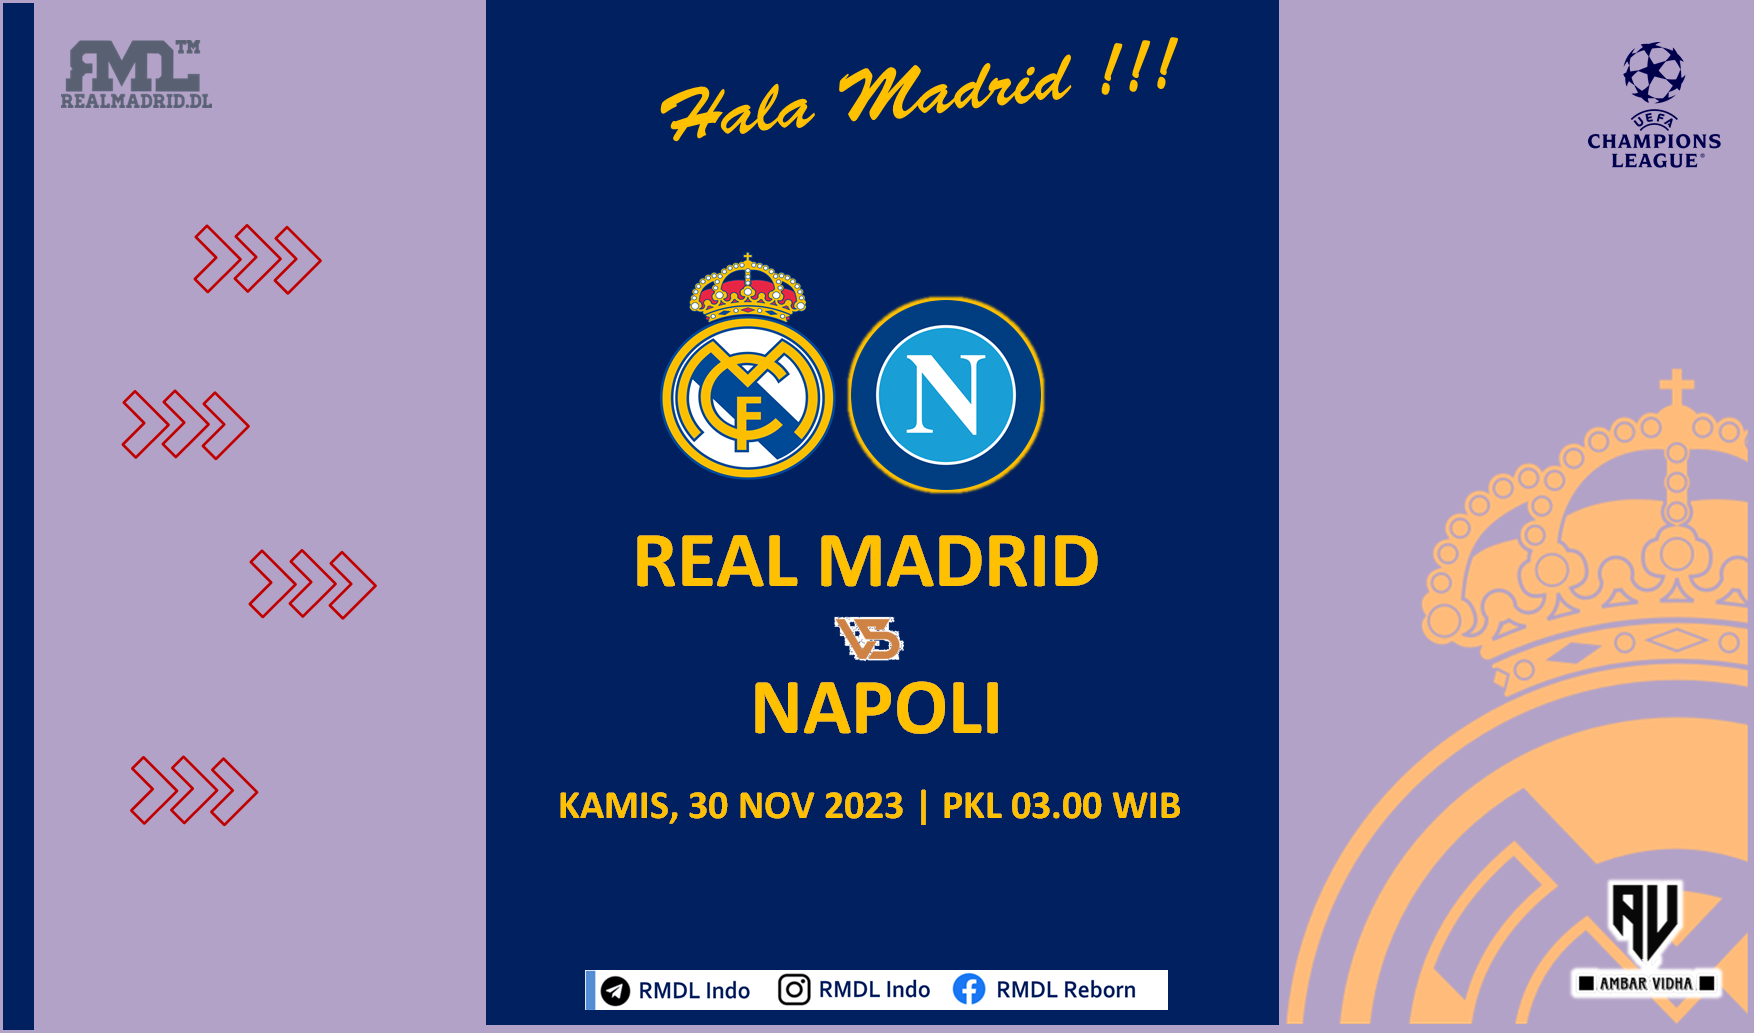 RML™
REALMADRID.DL
Hala Madrid !!!
UEFA
CHAMPIONS
LEAGUE®
N
REAL MADRID
VS
NAPOLI
KAMIS, 30 NOV 2023 | PKL 03.00 WIB
RMDL Indo RMDL Indo RMDL Reborn
AV
AMBAR VIDHA